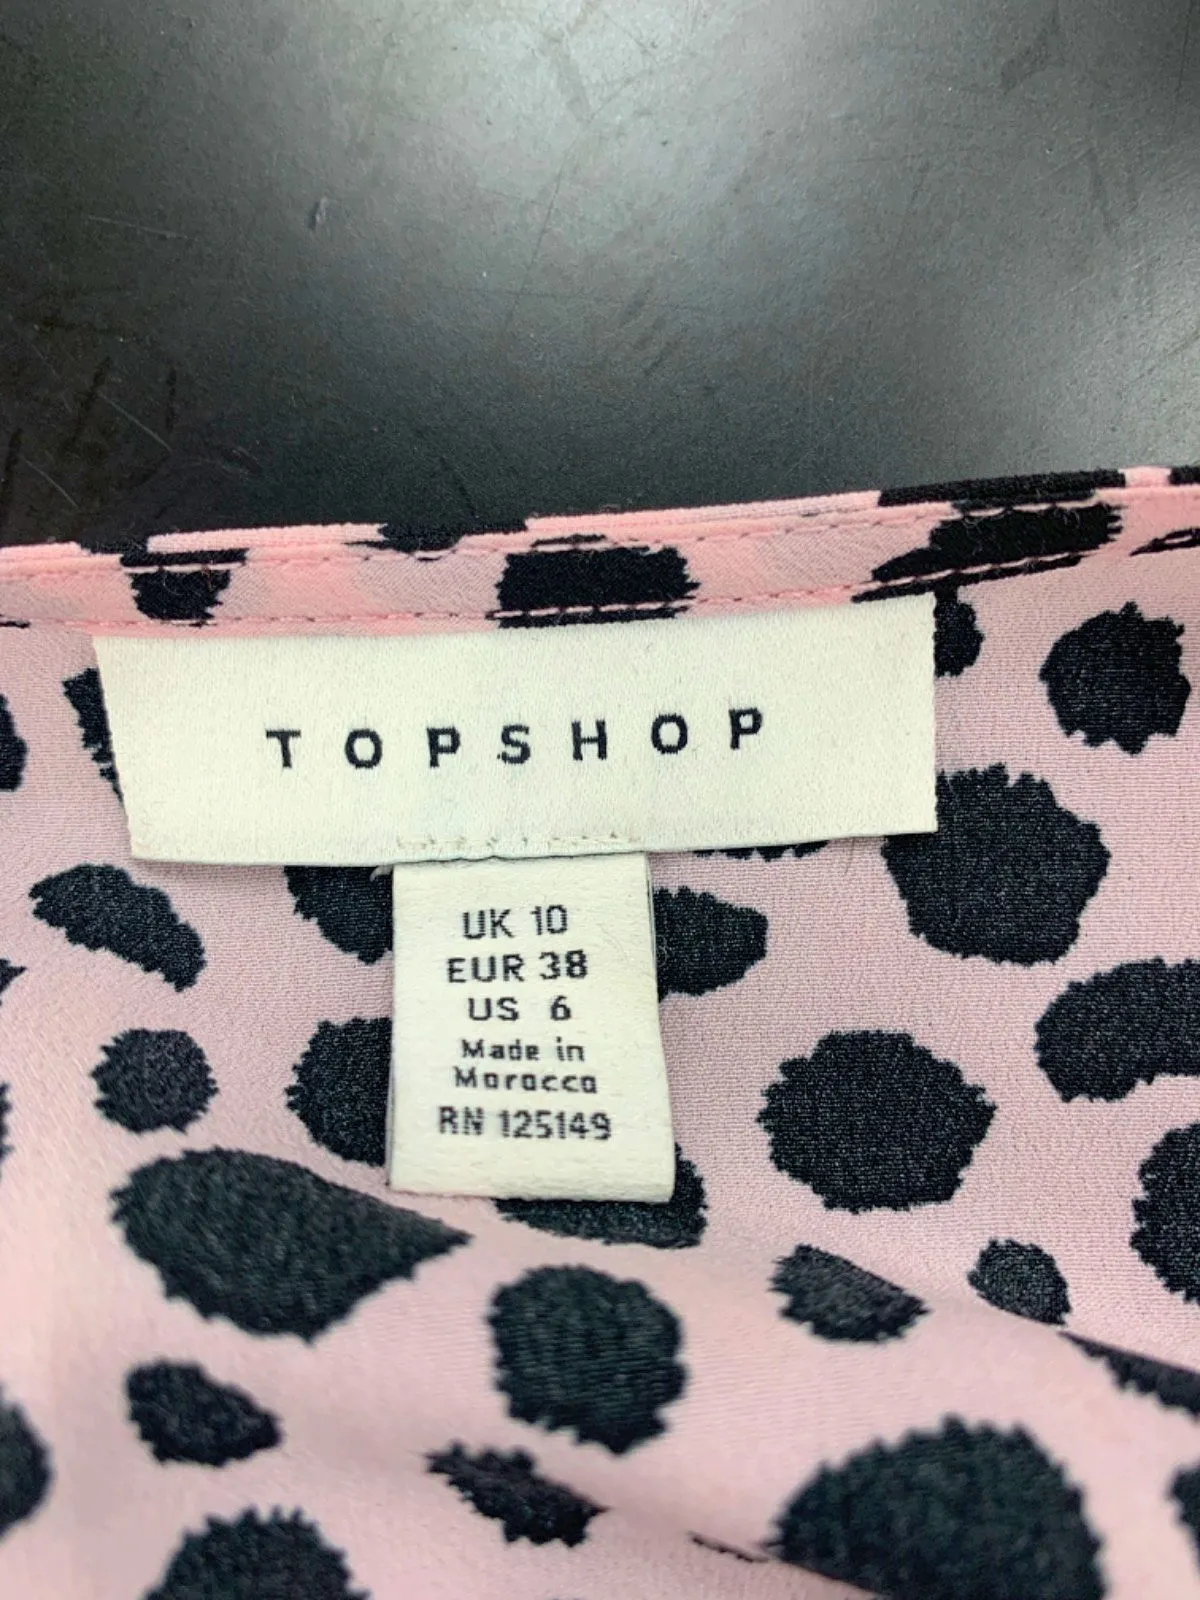 TOPSHOP
UK 10
EUR 38
US 6
Made in
Morocco
RN 125149